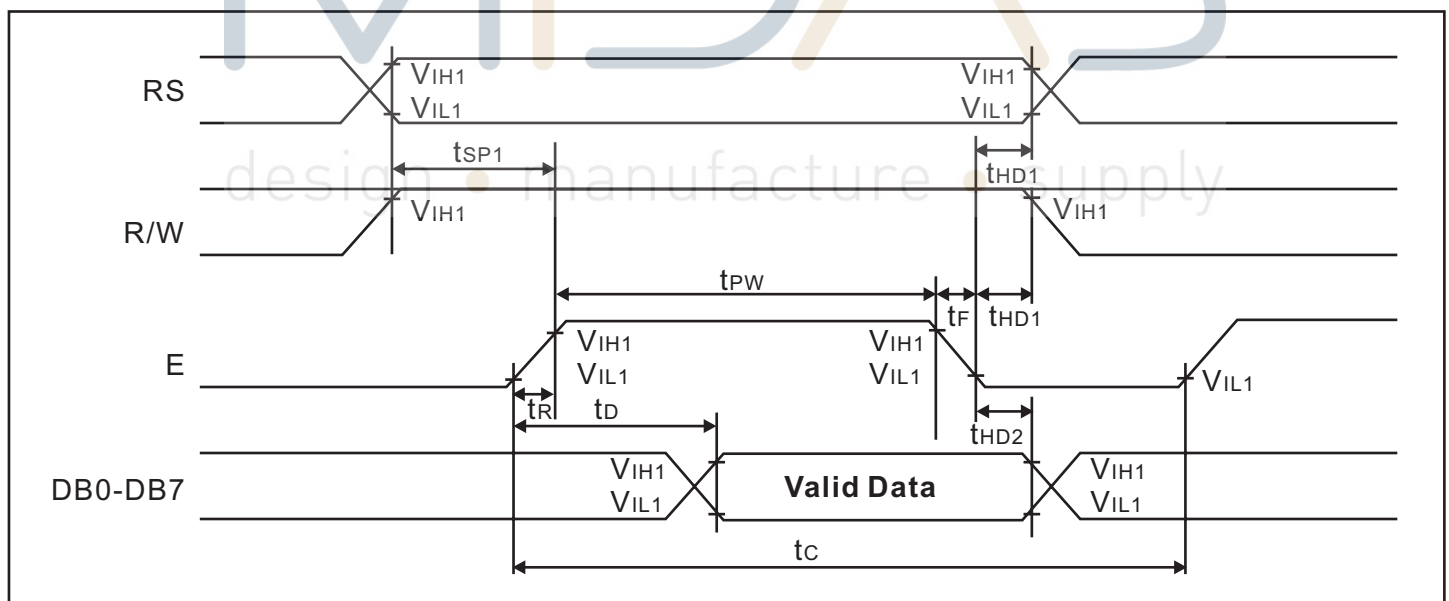 MIDAS
RS
VIH1
VIL1
VIH1
VIL1
tSP1
tHD1
design • manufacture • supply
R/W
VIH1
VIH1
tPW
tF
tHD1
E
VIH1
VIL1
VIH1
VIL1
VIL1
tR
tD
tHD2
DB0-DB7
VIH1
VIL1
Valid Data
VIH1
VIL1
tC